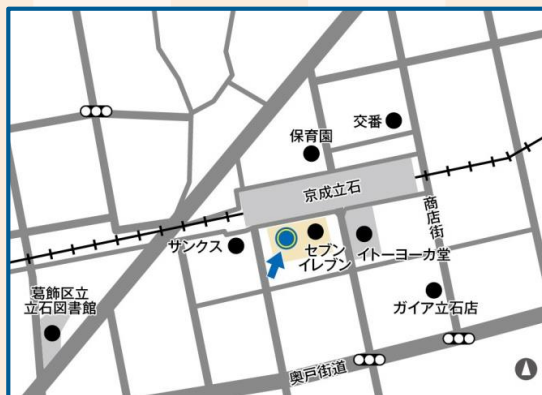 保育園
交番
京成立石
商店街
サンクス
セブン
イレブン
イトーヨーカ堂
葛飾区立
立石図書館
ガイア立石店
奥戸街道